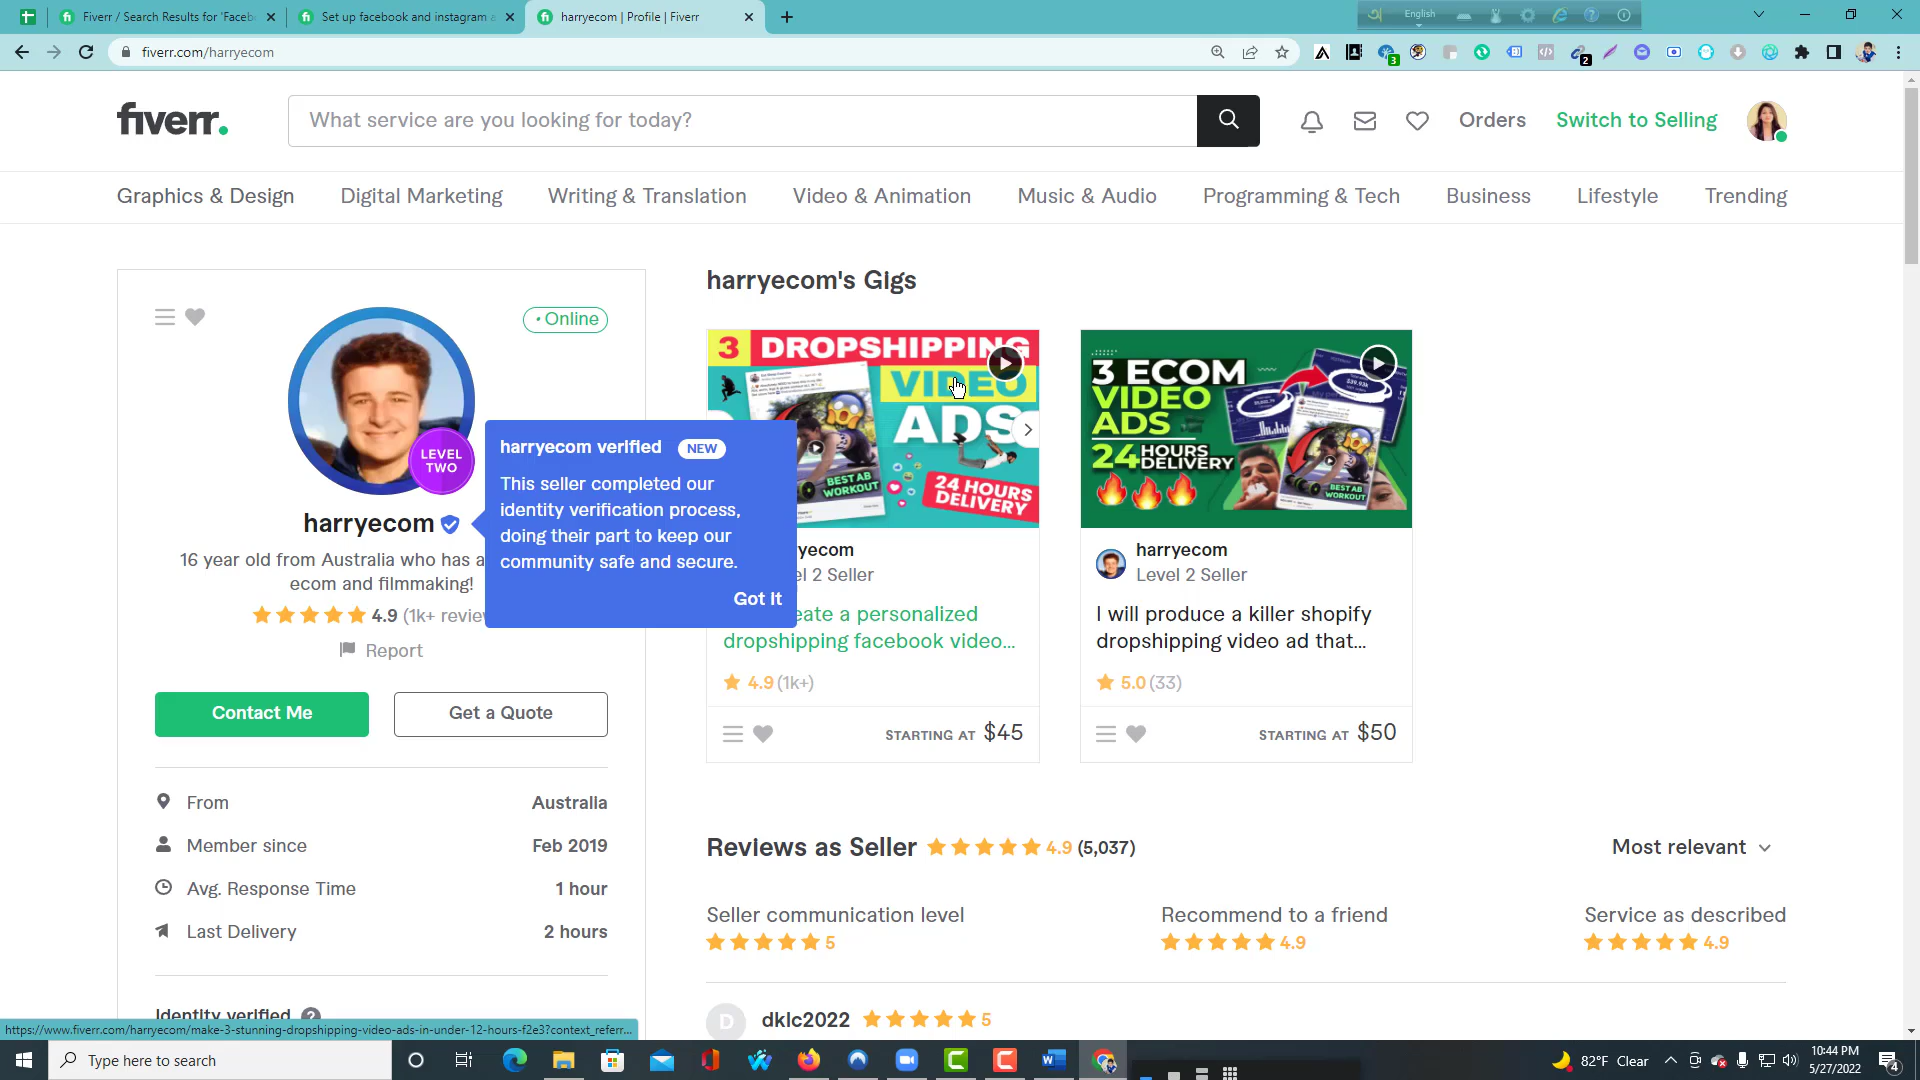 Fiverr / Search Results for 'Faceb
Set up facebook and instagram a
harryecom | Profile | Fiverr
English
fiverr.com/harryecom
3
2
fiverr.
What service are you looking for today?
Orders
Switch to Selling
Graphics & Design
Digital Marketing
Writing & Translation
Video & Animation
Music & Audio
Programming & Tech
Business
Lifestyle
Trending
• Online
LEVEL
TWO
harryecom
16 year old from Australia who has a
ecom and filmmaking!
4.9 (1k+ review
Report
Contact Me
Get a Quote
From
Australia
Member since
Feb 2019
Avg. Response Time
1 hour
Last Delivery
2 hours
Identity verified
harryecom verified NEW
This seller completed our
identity verification process,
doing their part to keep our
community safe and secure.
Got It
harryecom's Gigs
3 DROPSHIPPING
VIDEO
ADS
BEST AB
WORKOUT
24 HOURS
DELIVERY
yecom
el 2 Seller
eate a personalized
dropshipping facebook video...
4.9 (1k+)
STARTING AT $45
3 ECOM
VIDEO
ADS
24 HOURS
DELIVERY
BEST AB
WORKOUT
harryecom
Level 2 Seller
I will produce a killer shopify
dropshipping video ad that...
5.0 (33)
STARTING AT $50
Reviews as Seller 4.9 (5,037)
Most relevant
Seller communication level
5
Recommend to a friend
4.9
Service as described
4.9
D
dklc2022 5
https://www.fiverr.com/harryecom/make-3-stunning-dropshipping-video-ads-in-under-12-hours-f2e3?context_referr...
Type here to search
82°F Clear
10:44 PM
5/27/2022
4